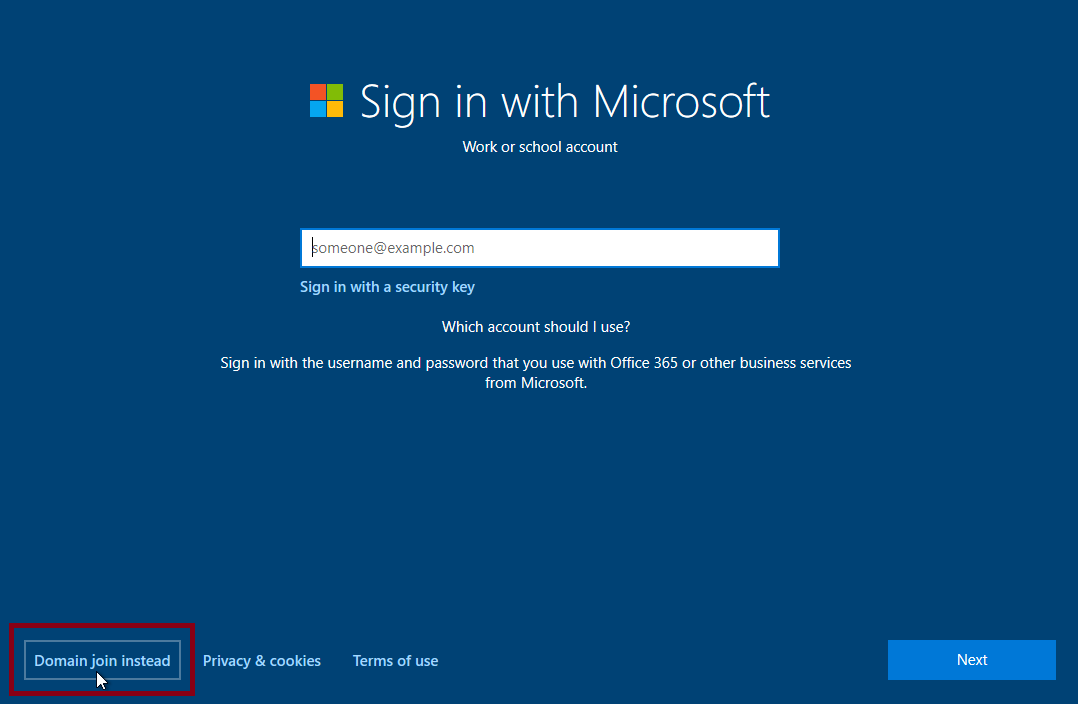 Sign in with Microsoft
Work or school account
someone@example.com
Sign in with a security key
Which account should I use?
Sign in with the username and password that you use with Office 365 or other business services
from Microsoft.
Domain join instead
Privacy & cookies
Terms of use
Next